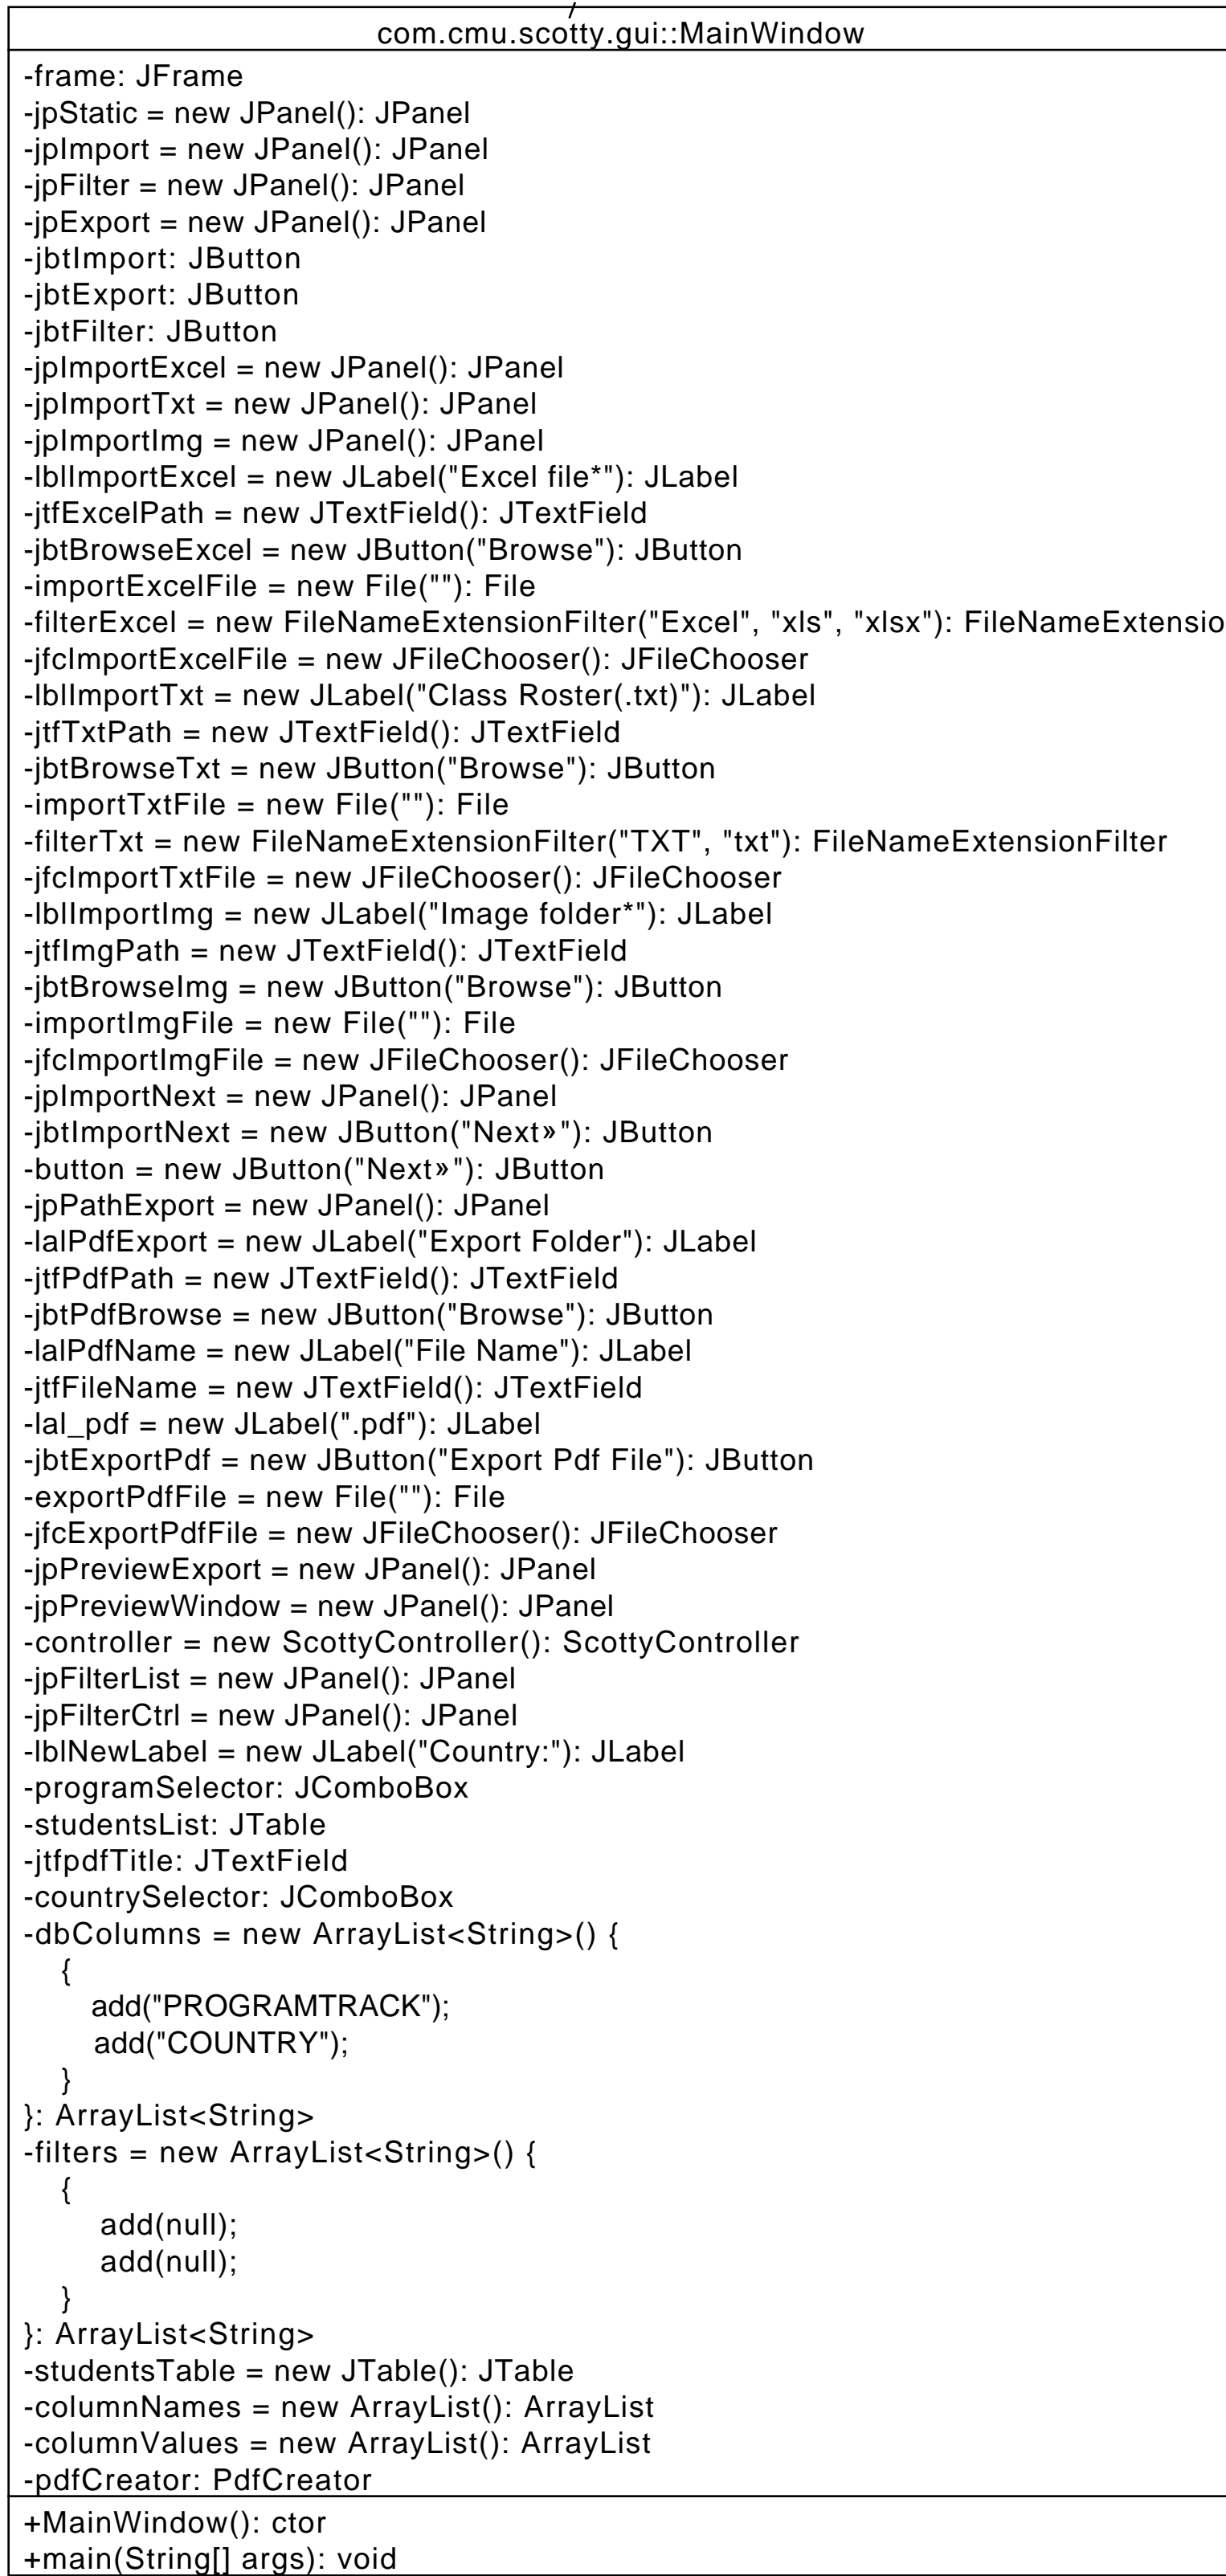 com.cmu.scotty.gui::MainWindow
-frame: JFrame
-jpStatic = new JPanel(): JPanel
-jpImport = new JPanel(): JPanel
-jpFilter = new JPanel(): JPanel
-jpExport = new JPanel(): JPanel
-jbtImport: JButton
-jbtExport: JButton
-jbtFilter: JButton
-jpImportExcel = new JPanel(): JPanel
-jpImportTxt = new JPanel(): JPanel
-jpImportImg = new JPanel(): JPanel
-lblImportExcel = new JLabel("Excel file*"): JLabel
-jtfExcelPath = new JTextField(): JTextField
-jbtBrowseExcel = new JButton("Browse"): JButton
-importExcelFile = new File(""): File
-filterExcel = new FileNameExtensionFilter("Excel", "xls", "xlsx"): FileNameExtensio
-jfcImportExcelFile = new JFileChooser(): JFileChooser
-lblImportTxt = new JLabel("Class Roster(.txt)"): JLabel
-jtfTxtPath = new JTextField(): JTextField
-jbtBrowseTxt = new JButton("Browse"): JButton
-importTxtFile = new File(""): File
-filterTxt = new FileNameExtensionFilter("TXT", "txt"): FileNameExtensionFilter
-jfcImportTxtFile = new JFileChooser(): JFileChooser
-lblImportImg = new JLabel("Image folder*"): JLabel
-jtfImgPath = new JTextField(): JTextField
-jbtBrowseImg = new JButton("Browse"): JButton
-importImgFile = new File(""): File
-jfcImportImgFile = new JFileChooser(): JFileChooser
-jpImportNext = new JPanel(): JPanel
-jbtImportNext = new JButton("Next»"): JButton
-button = new JButton("Next»"): JButton
-jpPathExport = new JPanel(): JPanel
-lalPdfExport = new JLabel("Export Folder"): JLabel
-jtfPdfPath = new JTextField(): JTextField
-jbtPdfBrowse = new JButton("Browse"): JButton
-lalPdfName = new JLabel("File Name"): JLabel
-jtfFileName = new JTextField(): JTextField
-lal_pdf = new JLabel(".pdf"): JLabel
-jbtExportPdf = new JButton("Export Pdf File"): JButton
-exportPdfFile = new File(""): File
-jfcExportPdfFile = new JFileChooser(): JFileChooser
-jpPreviewExport = new JPanel(): JPanel
-jpPreviewWindow = new JPanel(): JPanel
-controller = new ScottyController(): ScottyController
-jpFilterList = new JPanel(): JPanel
-jpFilterCtrl = new JPanel(): JPanel
-lblNewLabel = new JLabel("Country:"): JLabel
-programSelector: JComboBox
-studentsList: JTable
-jtfpdfTitle: JTextField
-countrySelector: JComboBox
-dbColumns = new ArrayList<String>() {
{
add("PROGRAMTRACK");
add("COUNTRY");
}
}: ArrayList<String>
-filters = new ArrayList<String>() {
{
add(null);
add(null);
}
}: ArrayList<String>
-studentsTable = new JTable(): JTable
-columnNames = new ArrayList(): ArrayList
-columnValues = new ArrayList(): ArrayList
-pdfCreator: PdfCreator
+MainWindow(): ctor
+main(String[] args): void